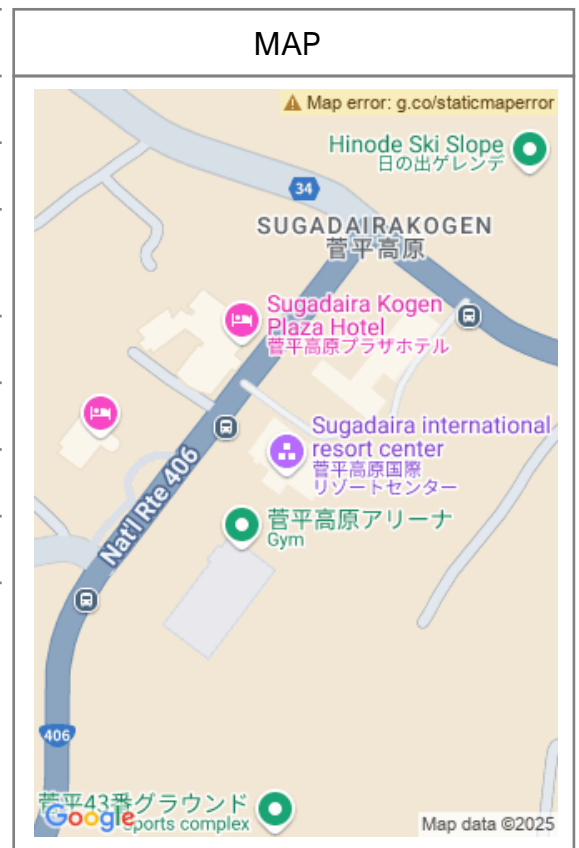 MAP
Map error: g.co/staticmaperror
Hinode Ski Slope
日の出ゲレンデ
34
SUGADAIRAKOGEN
菅平高原
Sugadaira Kogen
Plaza Hotel
菅平高原プラザホテル
Sugadaira international
resort center
菅平高原国際
リゾートセンター
Nat'l Rte 406
菅平高原アリーナ
Gym
406
菅平43番グラウンド
Google
ports complex
Map data ©2025